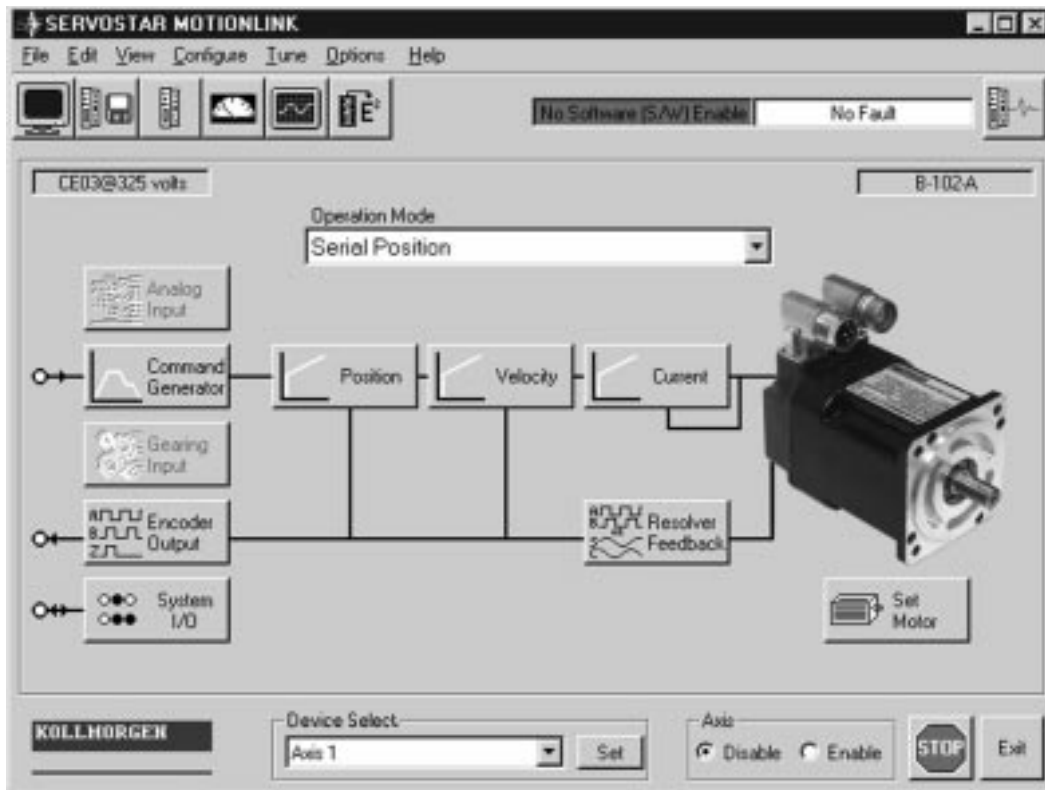 SERVOSTAR MOTIONLINK
File Edit View Configure Tune Options Help
No Software (S/W) Enable
No Fault
CE03@325 volts
B-102-A
Operation Mode
Serial Position
Analog
Input
Command
Generator
Position
Velocity
Current
Gearing
Input
Encoder
Output
Resolver
Feedback
System
I/O
Set
Motor
KOLLMORGEN
Device Select
Axis 1
Set
Axis
Disable
Enable
STOP
Exit